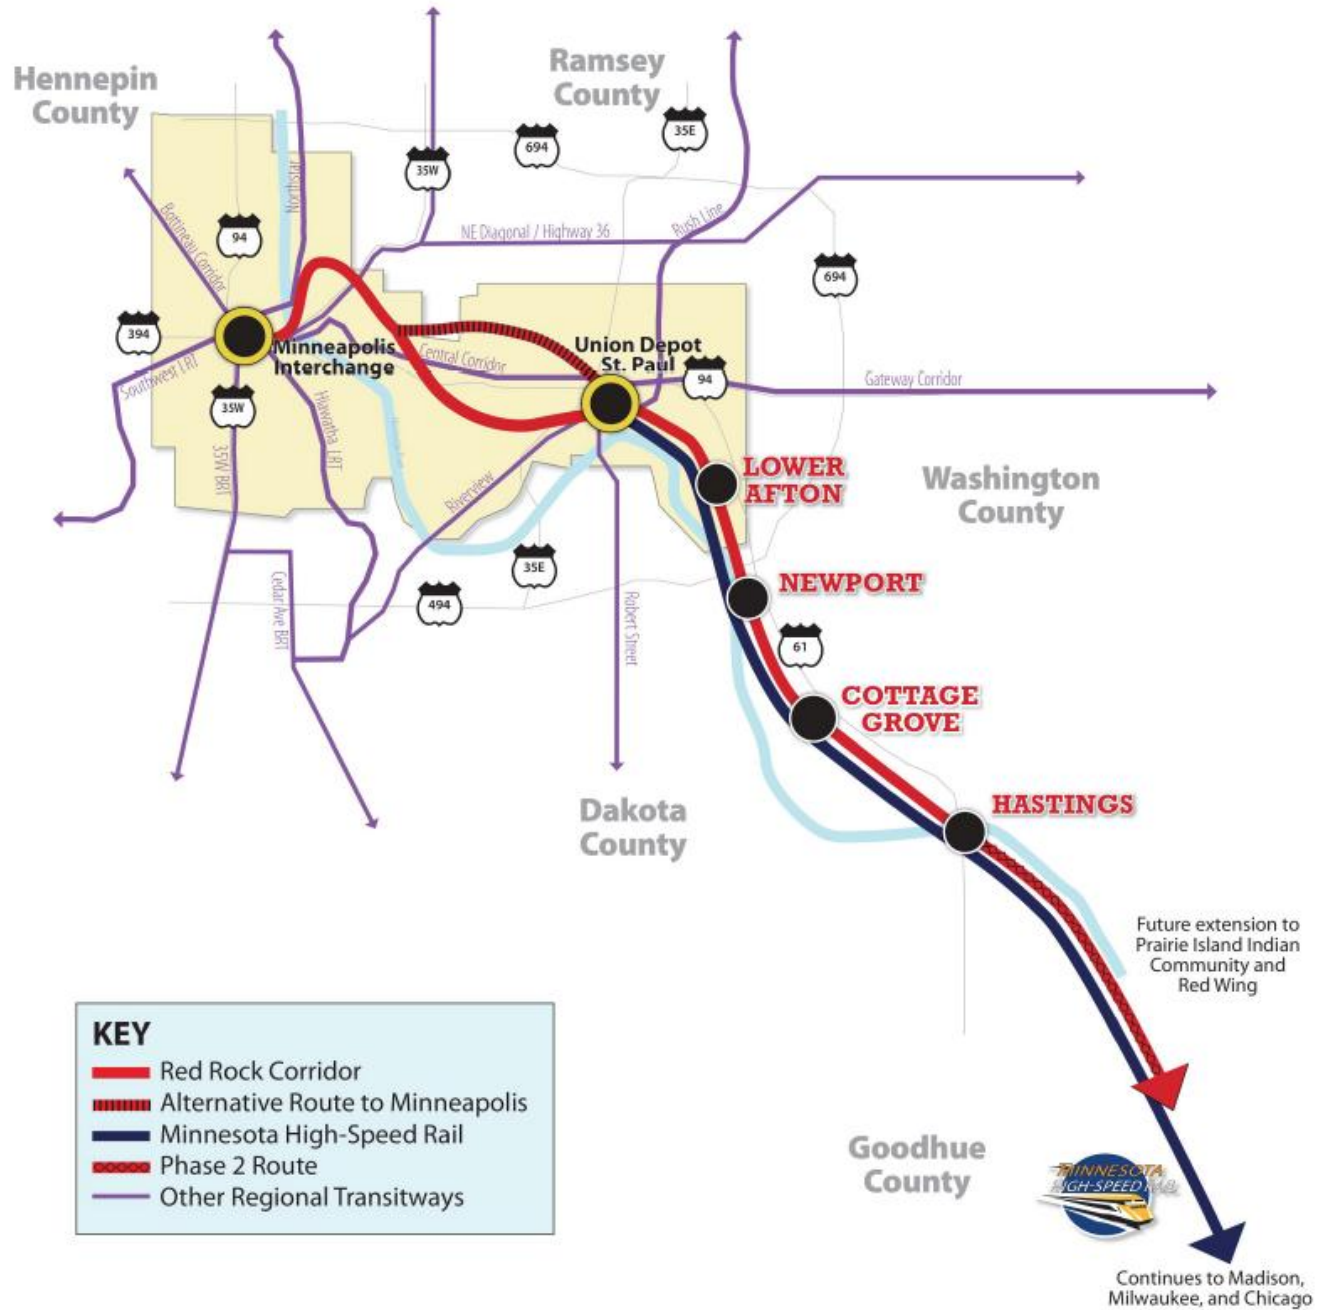 Hennepin
County
Ramsey
County
35E
694
35W
Northstar
Bottineau Corridor
94
NE Diagonal / Highway 36
Rush Line
694
394
Minneapolis
Interchange
Union Depot
St. Paul
Central Corridor
94
Gateway Corridor
Southwest LRT
35W
Hiawatha LRT
35W BRT
Riverview
LOWER
AFTON
Washington
County
35E
494
Cedar Ave BRT
Robert Street
NEWPORT
61
COTTAGE
GROVE
HASTINGS
Dakota
County
Future extension to
Prairie Island Indian
Community and
Red Wing
KEY
Red Rock Corridor
Alternative Route to Minneapolis
Minnesota High-Speed Rail
Phase 2 Route
Other Regional Transitways
Goodhue
County
MINNESOTA
HIGH-SPEED RAIL
Continues to Madison,
Milwaukee, and Chicago